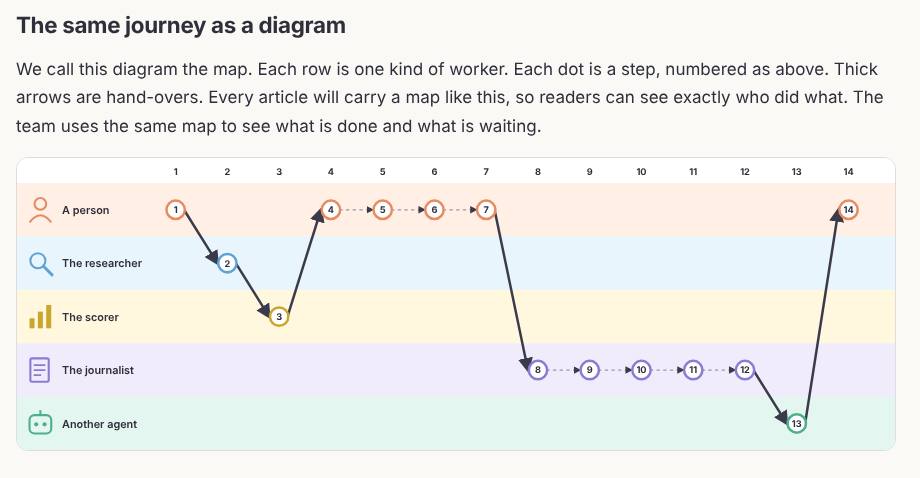 The same journey as a diagram
We call this diagram the map. Each row is one kind of worker. Each dot is a step, numbered as above. Thick
arrows are hand-overs. Every article will carry a map like this, so readers can see exactly who did what. The
team uses the same map to see what is done and what is waiting.
1 2 3 4 5 6 7 8 9 10 11 12 13 14
A person 1 4 5 6 7 14
The researcher 2
The scorer 3
The journalist 8 9 10 11 12
Another agent 13